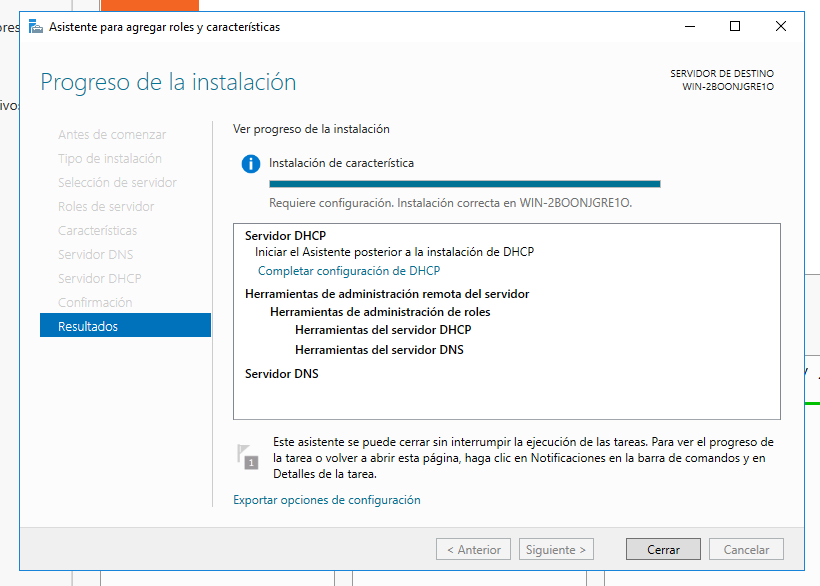 ores
Asistente para agregar roles y características
Progreso de la instalación
SERVIDOR DE DESTINO
WIN-2BOONJGRE1O
ivos
Antes de comenzar
Tipo de instalación
Selección de servidor
Roles de servidor
Características
Servidor DNS
Servidor DHCP
Confirmación
Resultados
Ver progreso de la instalación
Instalación de característica
Requiere configuración. Instalación correcta en WIN-2BOONJGRE1O.
Servidor DHCP
Iniciar el Asistente posterior a la instalación de DHCP
Completar configuración de DHCP
Herramientas de administración remota del servidor
Herramientas de administración de roles
Herramientas del servidor DHCP
Herramientas del servidor DNS
Servidor DNS
1
Este asistente se puede cerrar sin interrumpir la ejecución de las tareas. Para ver el progreso de
la tarea o volver a abrir esta página, haga clic en Notificaciones en la barra de comandos y en
Detalles de la tarea.
Exportar opciones de configuración
< Anterior
Siguiente >
Cerrar
Cancelar